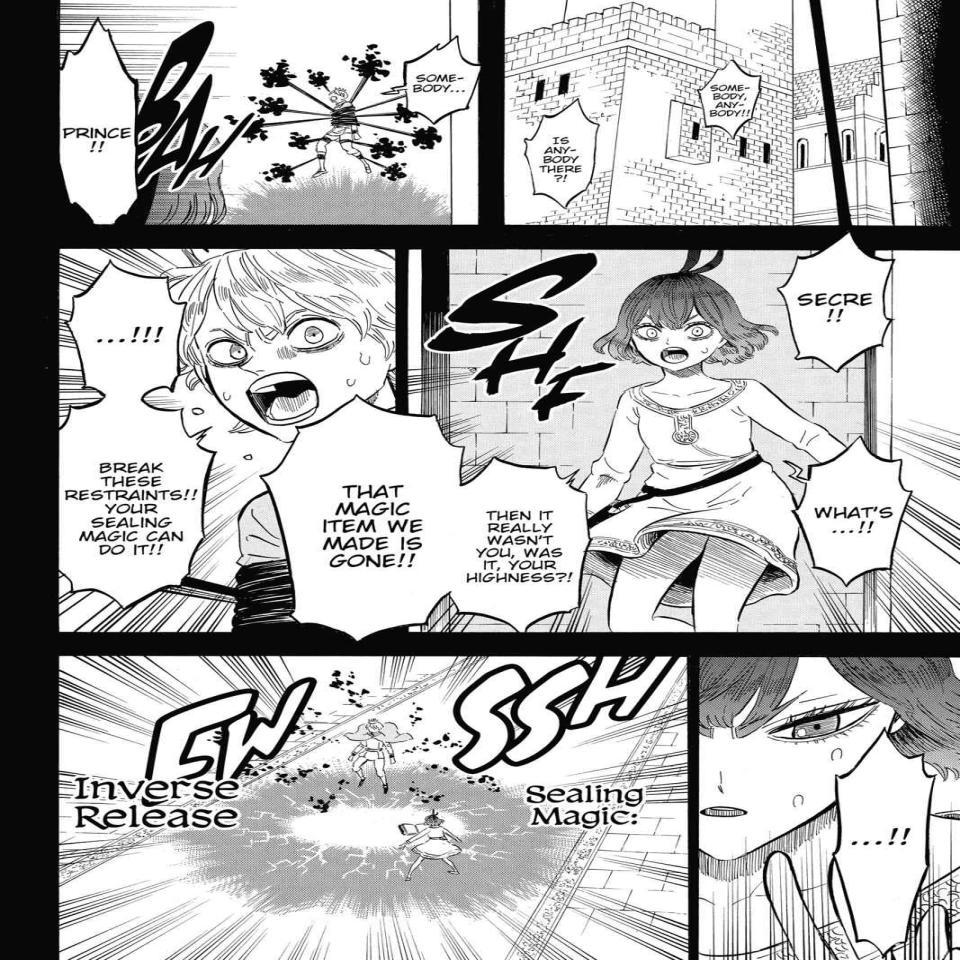 SOME-
BODY,
ANY-
BODY!!
IS
ANY-
BODY
THERE
?!
SOME-
BODY...
BAH
PRINCE
!!
SECRE
!!
WHAT'S
...!!
SHF
THEN IT
REALLY
WASN'T
YOU, WAS
IT, YOUR
HIGHNESS?!
...!!!
THAT
MAGIC
ITEM WE
MADE IS
GONE!!
BREAK
THESE
RESTRAINTS!!
YOUR
SEALING
MAGIC CAN
DO IT!!
...!!
SSH
Sealing
Magic:
FW
Inverse
Release